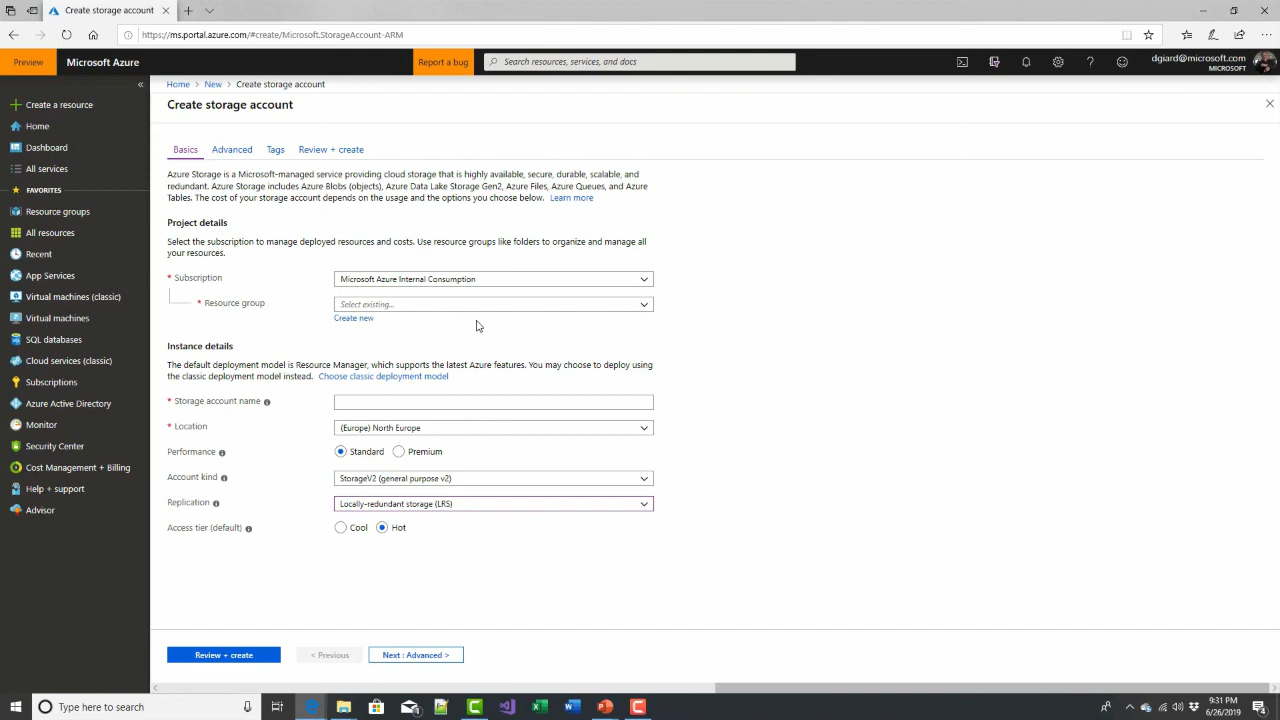 Create storage account
https://ms.portal.azure.com/#create/Microsoft.StorageAccount-ARM
Preview
Microsoft Azure
Report a bug
Search resources, services, and docs
dgiard@microsoft.com
MICROSOFT
«
Create a resource
Home
Dashboard
All services
FAVORITES
Resource groups
All resources
Recent
App Services
Virtual machines (classic)
Virtual machines
SQL databases
Cloud services (classic)
Subscriptions
Azure Active Directory
Monitor
Security Center
Cost Management + Billing
Help + support
Advisor
Home > New > Create storage account
Create storage account
Basics Advanced Tags Review + create
Azure Storage is a Microsoft-managed service providing cloud storage that is highly available, secure, durable, scalable, and
redundant. Azure Storage includes Azure Blobs (objects), Azure Data Lake Storage Gen2, Azure Files, Azure Queues, and Azure
Tables. The cost of your storage account depends on the usage and the options you choose below. Learn more
Project details
Select the subscription to manage deployed resources and costs. Use resource groups like folders to organize and manage all
your resources.
* Subscription
Microsoft Azure Internal Consumption
* Resource group
Select existing...
Create new
Instance details
The default deployment model is Resource Manager, which supports the latest Azure features. You may choose to deploy using
the classic deployment model instead. Choose classic deployment model
* Storage account name
* Location
(Europe) North Europe
Performance
Standard Premium
Account kind
StorageV2 (general purpose v2)
Replication
Locally-redundant storage (LRS)
Access tier (default)
Cool Hot
Review + create
< Previous
Next : Advanced >
Type here to search
9:31 PM
6/26/2019